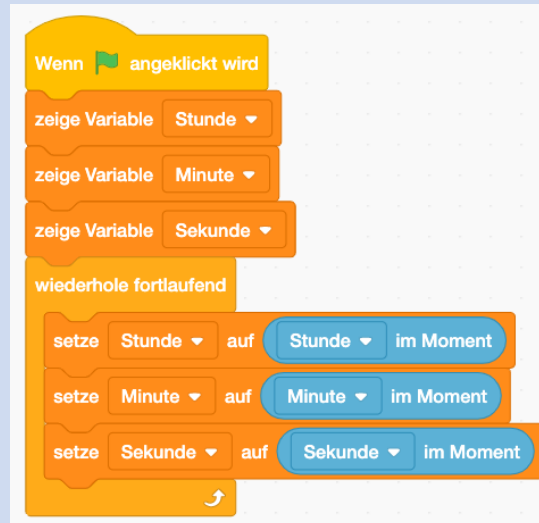 Wenn angeklickt wird
zeige Variable Stunde
zeige Variable Minute
zeige Variable Sekunde
wiederhole fortlaufend
setze Stunde auf Stunde im Moment
setze Minute auf Minute im Moment
setze Sekunde auf Sekunde im Moment